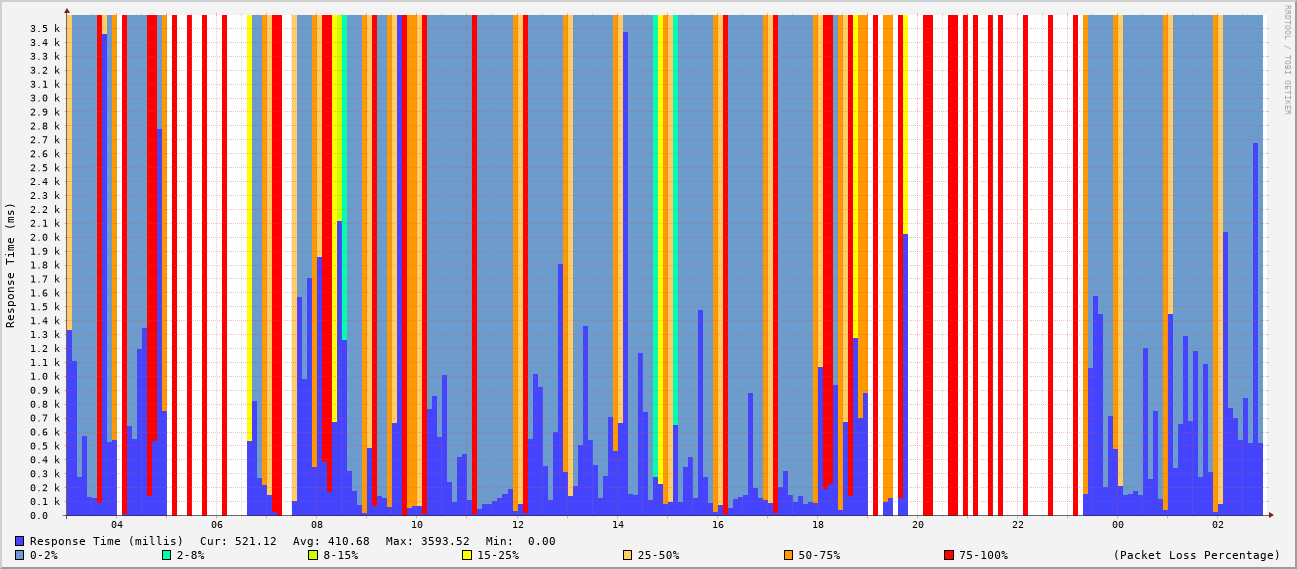 RRDTOOL / TOBI OETIKER
Response Time (ms)
3.5 k
3.4 k
3.3 k
3.2 k
3.1 k
3.0 k
2.9 k
2.8 k
2.7 k
2.6 k
2.5 k
2.4 k
2.3 k
2.2 k
2.1 k
2.0 k
1.9 k
1.8 k
1.7 k
1.6 k
1.5 k
1.4 k
1.3 k
1.2 k
1.1 k
1.0 k
0.9 k
0.8 k
0.7 k
0.6 k
0.5 k
0.4 k
0.3 k
0.2 k
0.1 k
0.0
04 06 08 10 12 14 16 18 20 22 00 02
Response Time (millis) Cur: 521.12 Avg: 410.68 Max: 3593.52 Min: 0.00
0-2% 2-8% 8-15% 15-25% 25-50% 50-75% 75-100% (Packet Loss Percentage)